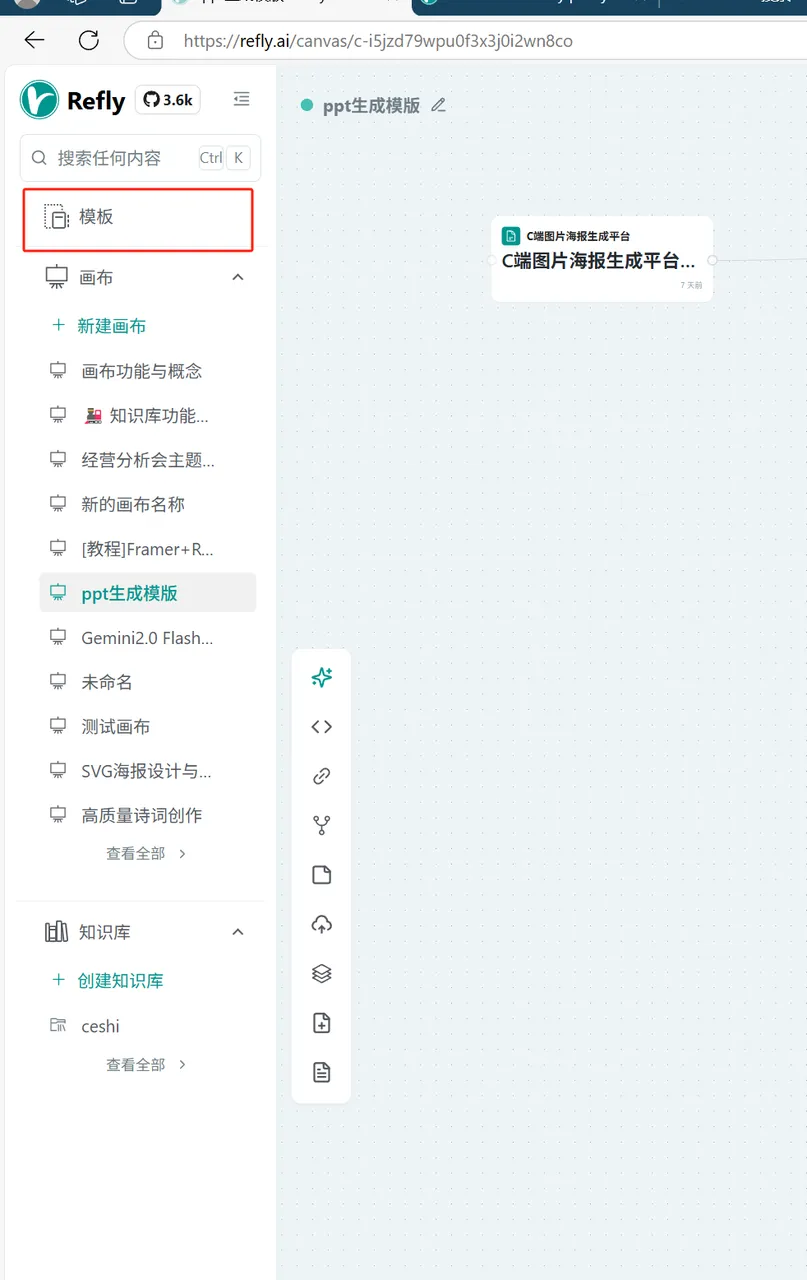 https://refly.ai/canvas/c-i5jzd79wpu0f3x3j0i2wn8co
Refly
3.6k
搜索任何内容
Ctrl
K
模板
画布
新建画布
画布功能与概念
🚂 知识库功能...
经营分析会主题...
新的画布名称
[教程]Framer+R...
ppt生成模版
Gemini2.0 Flash...
未命名
测试画布
SVG海报设计与...
高质量诗词创作
查看全部
知识库
创建知识库
ceshi
查看全部
ppt生成模版
C端图片海报生成平台
C端图片海报生成平台...
7 天前